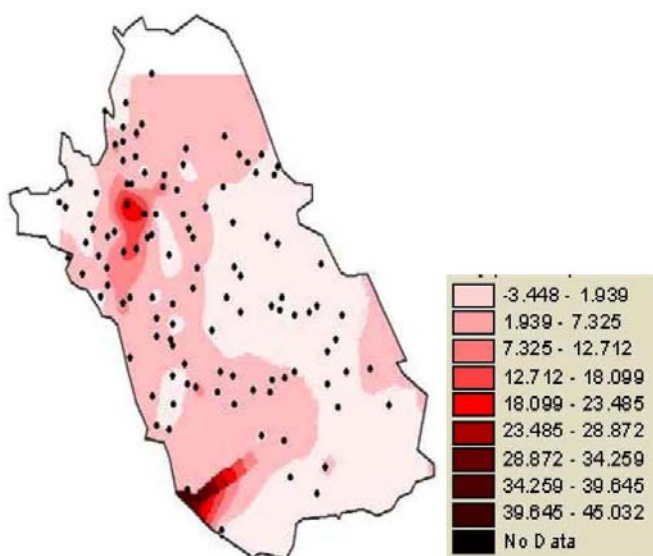 -3.448 - 1.939
1.939 - 7.325
7.325 - 12.712
12.712 - 18.099
18.099 - 23.485
23.485 - 28.872
28.872 - 34.259
34.259 - 39.645
39.645 - 45.032
No Data